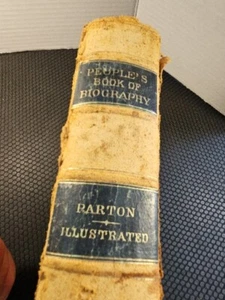 PEOPLE'S
BOOK OF
BIOGRAPHY
PARTON
ILLUSTRATED